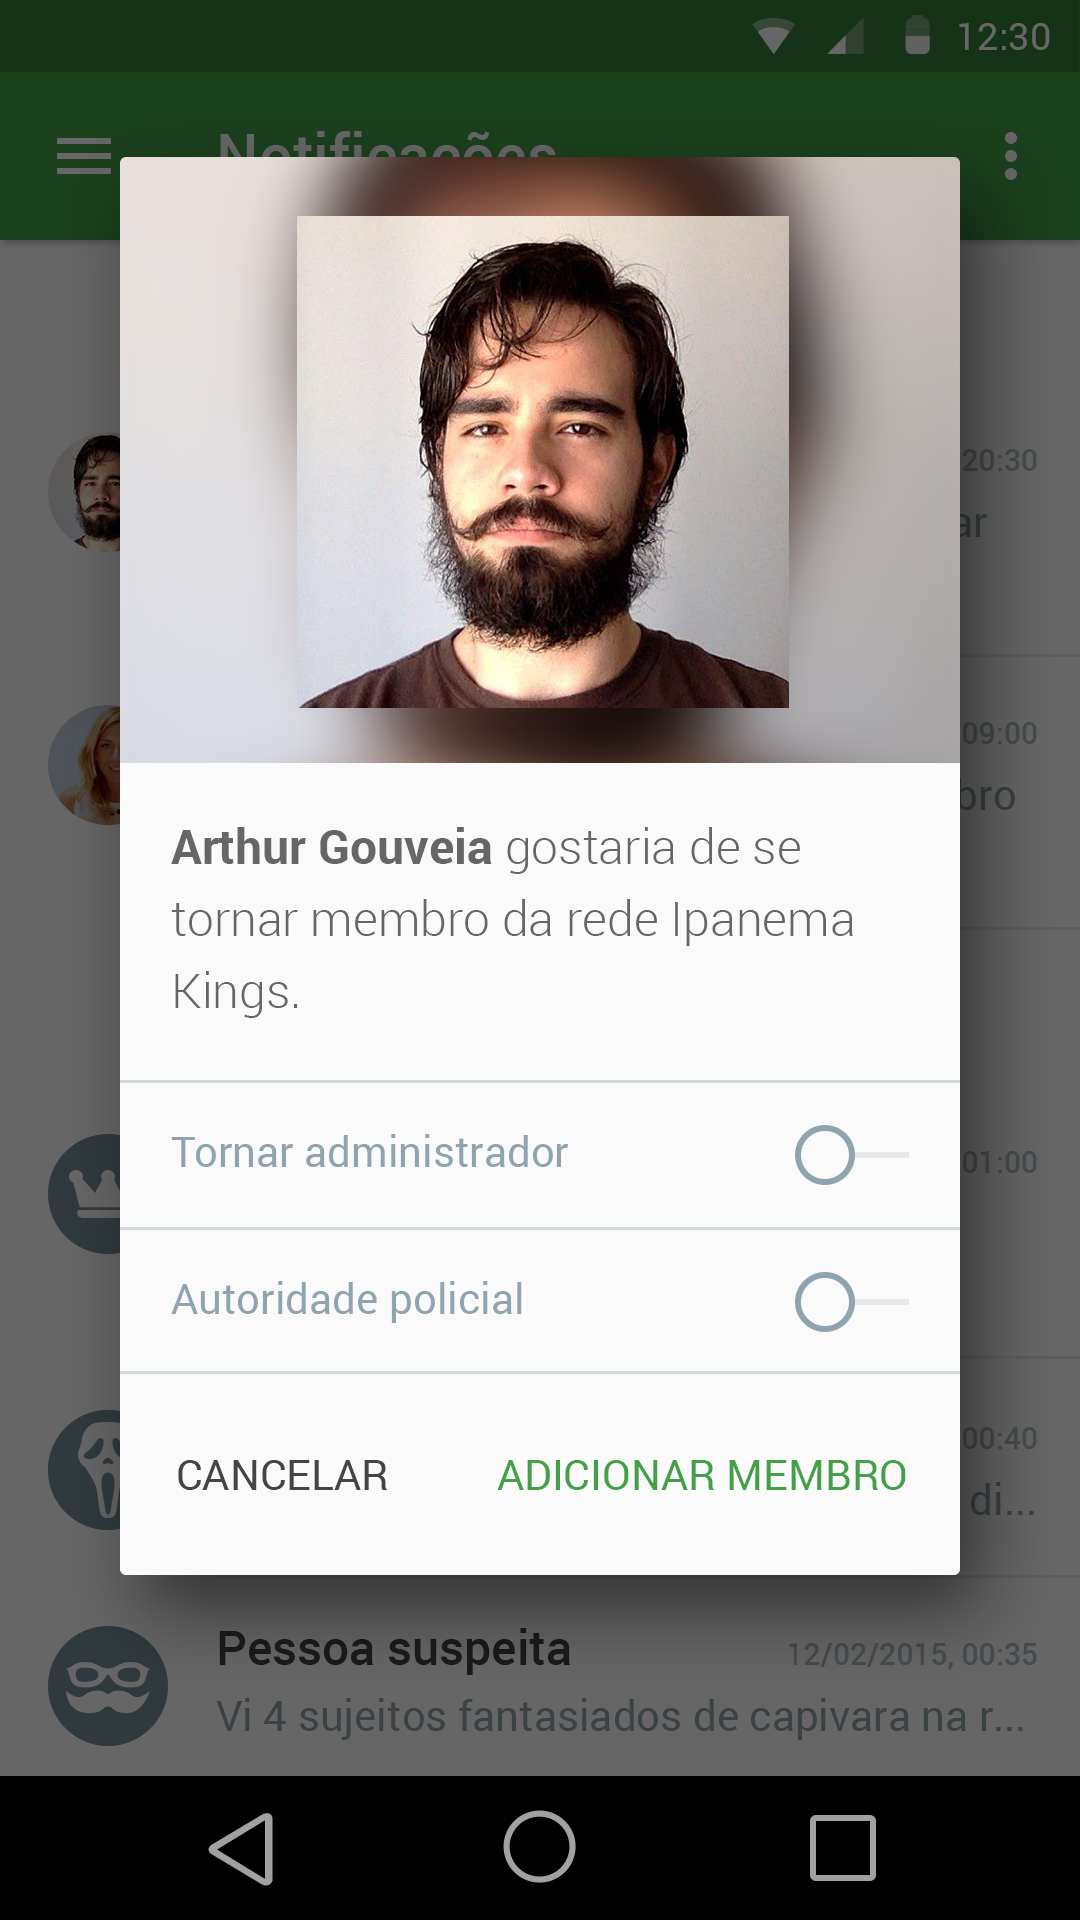 12:30
Notificações
20:30
ar
09:00
bro
Arthur Gouveia gostaria de se
tornar membro da rede Ipanema
Kings.
Tornar administrador
01:00
Autoridade policial
00:40
CANCELAR
ADICIONAR MEMBRO
di...
Pessoa suspeita
12/02/2015, 00:35
Vi 4 sujeitos fantasiados de capivara na r...